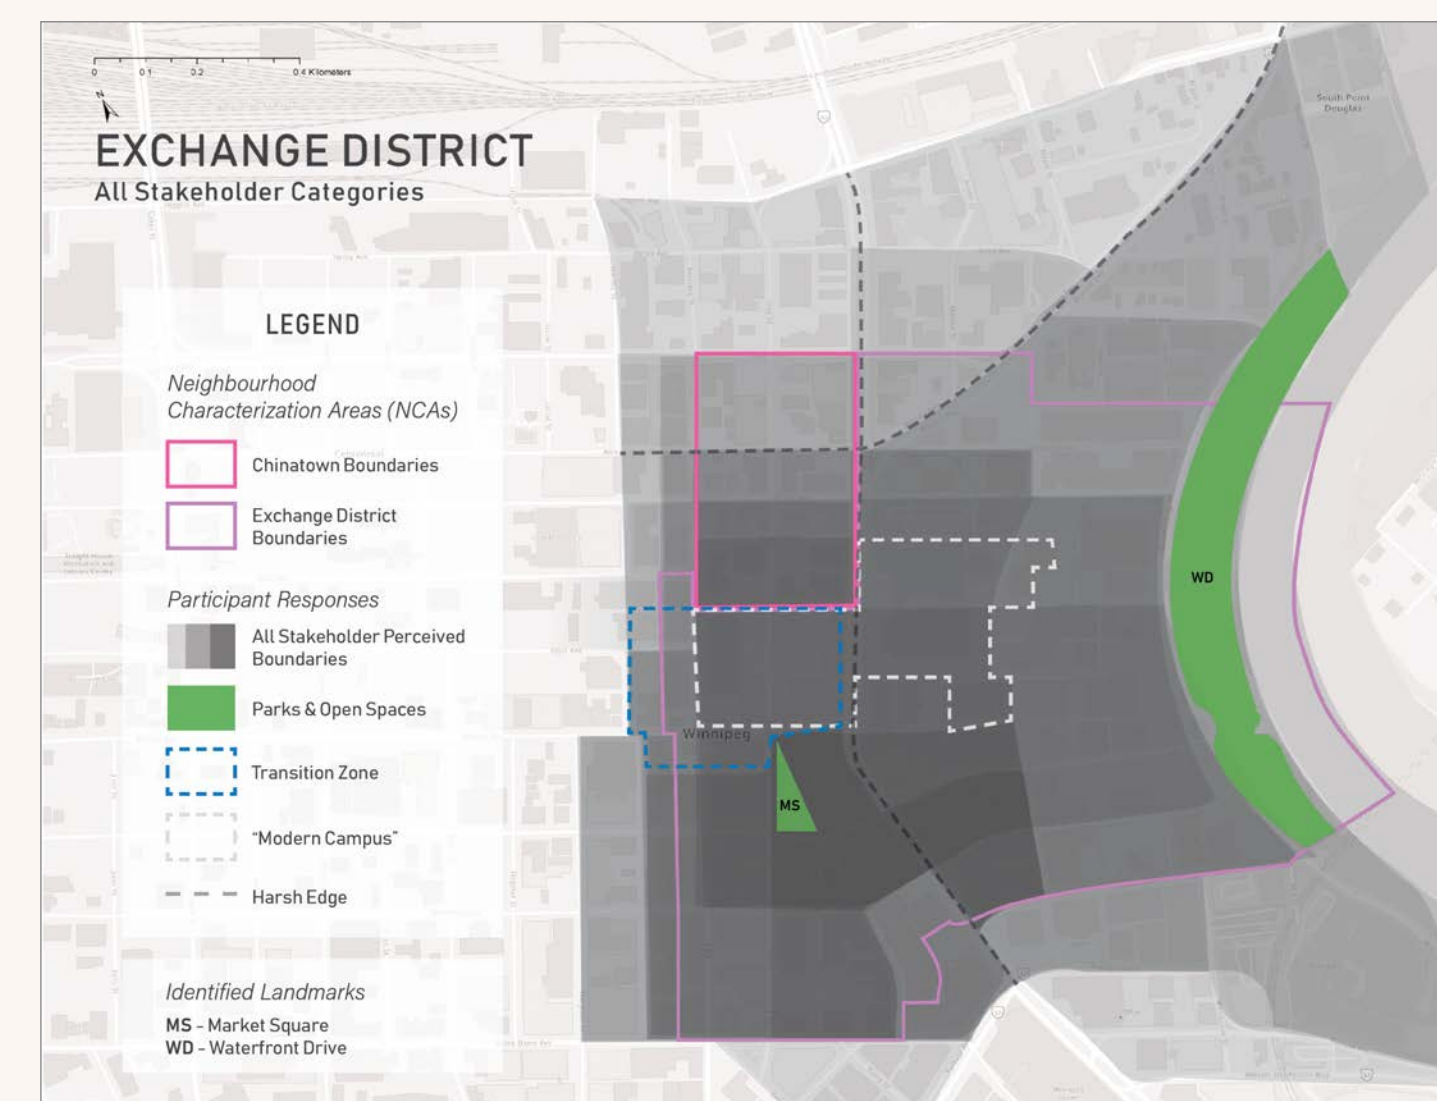 0 0.1 0.2 0.4 Kilometers
N
EXCHANGE DISTRICT
All Stakeholder Categories
South Point
Douglas
LEGEND
Neighbourhood
Characterization Areas (NCAs)
Chinatown Boundaries
Exchange District
Boundaries
Participant Responses
All Stakeholder Perceived
Boundaries
Parks & Open Spaces
Transition Zone
"Modern Campus"
Harsh Edge
Identified Landmarks
MS - Market Square
WD - Waterfront Drive
WD
Winnipeg
MS